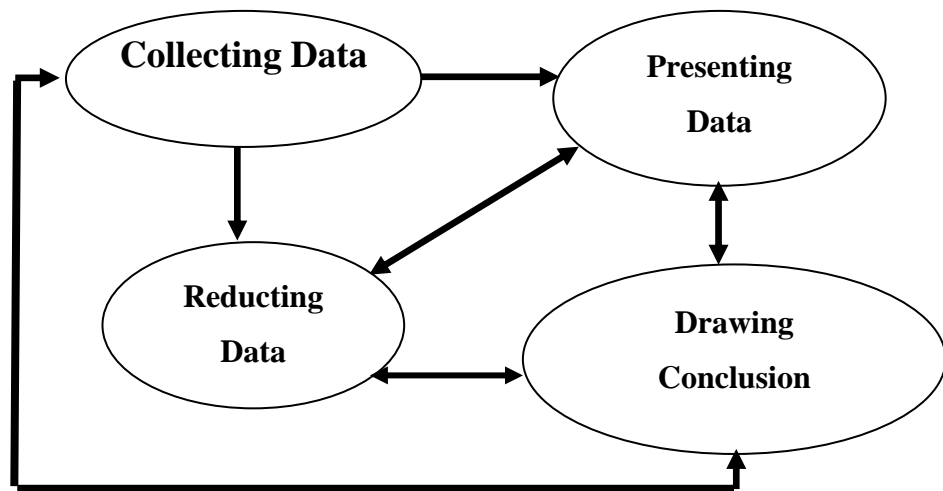 Collecting Data
Presenting
Data
Reducting
Data
Drawing
Conclusion